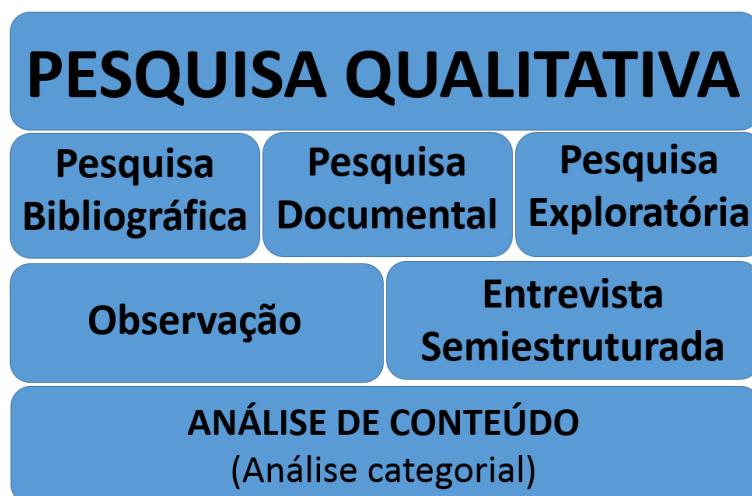 PESQUISA QUALITATIVA
Pesquisa
Bibliográfica
Pesquisa
Documental
Pesquisa
Exploratória
Observação
Entrevista
Semiestruturada
ANÁLISE DE CONTEÚDO
(Análise categorial)